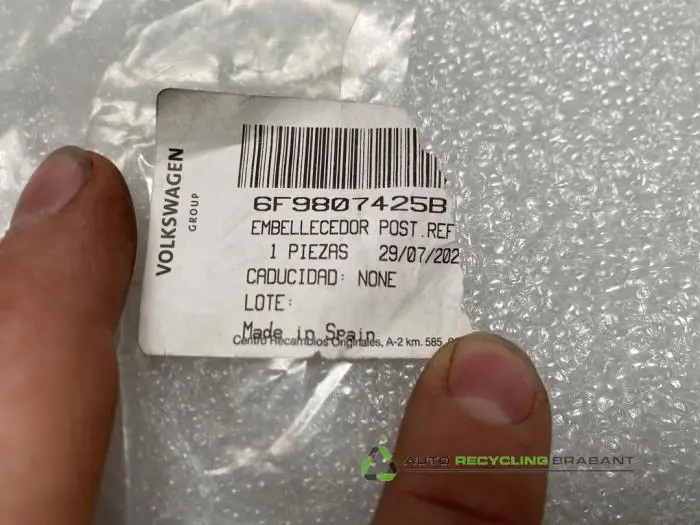 VOLKSWAGEN
GROUP
6F9807425B
EMBELLECEDOR POST.REF
1 PIEZAS 29/07/202
CADUCIDAD: NONE
LOTE:
Made in Spain
Centro Recambios Originales, A-2 km. 585,
AUTO RECYCLING BRABANT